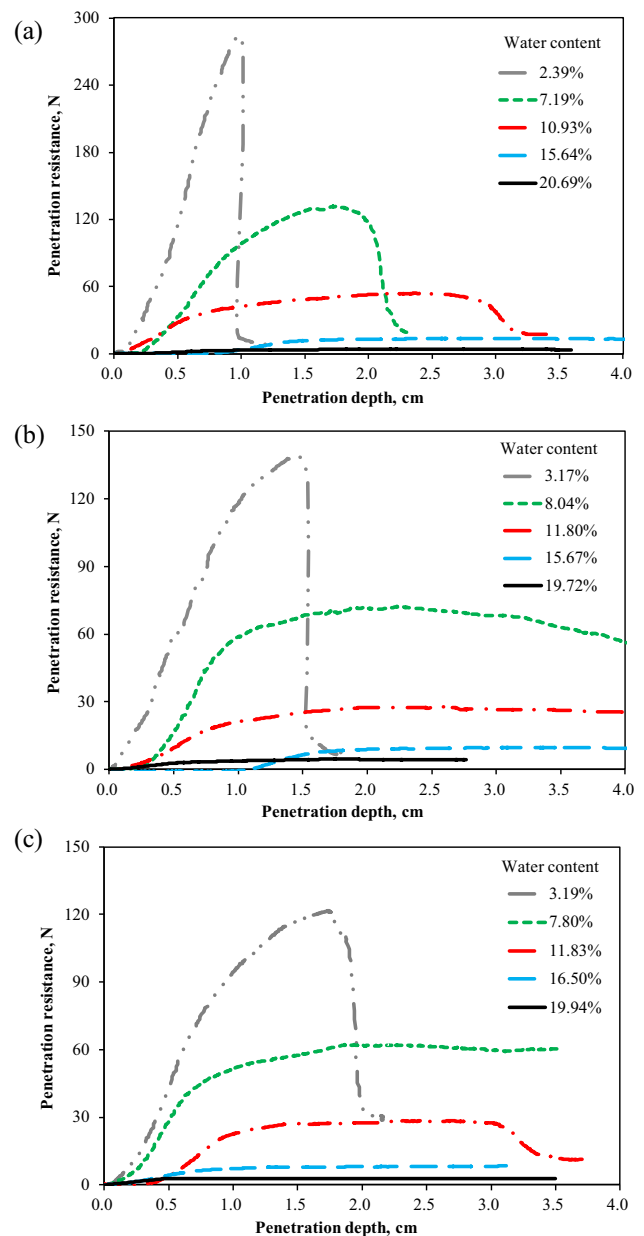 (a)
300
240
180
120
60
0
Penetration resistance, N
Water content
2.39%
7.19%
10.93%
15.64%
20.69%
0.0 0.5 1.0 1.5 2.0 2.5 3.0 3.5 4.0
Penetration depth, cm
(b)
150
120
90
60
30
0
Penetration resistance, N
Water content
3.17%
8.04%
11.80%
15.67%
19.72%
0.0 0.5 1.0 1.5 2.0 2.5 3.0 3.5 4.0
Penetration depth, cm
(c)
150
120
90
60
30
0
Penetration resistance, N
Water content
3.19%
7.80%
11.83%
16.50%
19.94%
0.0 0.5 1.0 1.5 2.0 2.5 3.0 3.5 4.0
Penetration depth, cm